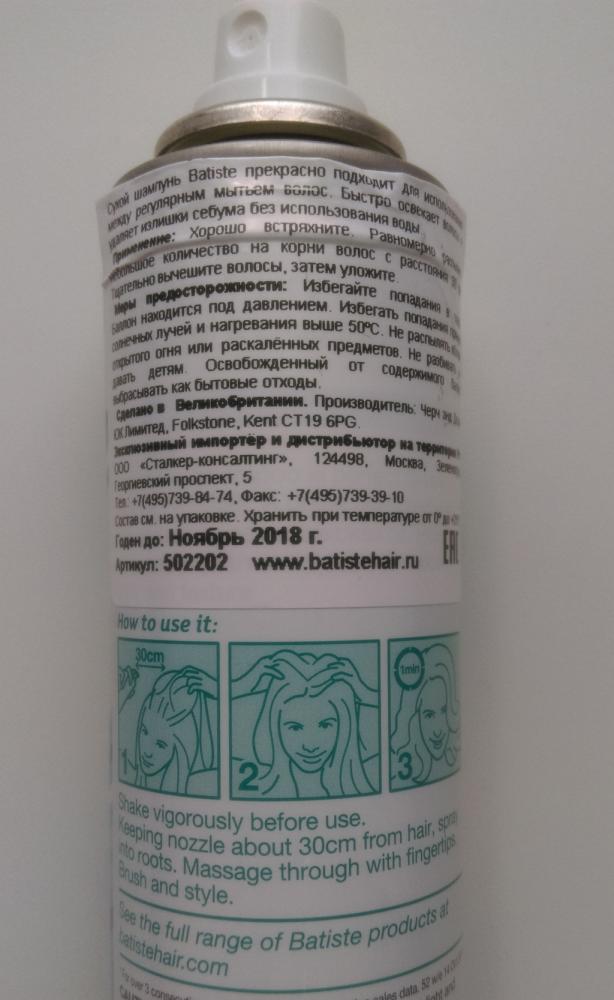 Сухой шампунь Batiste прекрасно подходит для
между регулярным мытьем волос. Быстро освежает
удаляет излишки себума без использования воды
Применение: Хорошо встряхните. Равномерно
небольшое количество на корни волос с расстояния
Тщательно вычешите волосы, затем уложите.
Меры предосторожности: Избегайте попадания в
Баллон находится под давлением. Избегать попадания
солнечных лучей и нагревания выше 50ºС. Не распылять
открытого огня или раскалённых предметов. Не
давать детям. Освобожденный от содержимого
выбрасывать как бытовые отходы.
Сделано в Великобритании. Производитель: Черч энд
ЮК Лимитед, Folkstone, Kent CT19 6PG.
Эксклюзивный импортёр и дистрибьютор на территории
ООО «Сталкер-консалтинг», 124498, Москва,
Георгиевский проспект, 5
Тел.: +7(495)739-84-74, Факс: +7(495)739-39-10
Состав см. на упаковке. Хранить при температуре от 0º до
Годен до: Ноябрь 2018 г.
Артикул: 502202 www.batistehair.ru EAC
How to use it:
30cm 1min
1 2 3
Shake vigorously before use.
Keeping nozzle about 30cm from hair, spray
into roots. Massage through with fingertips.
Brush and style.
See the full range of Batiste products at
batistehair.com